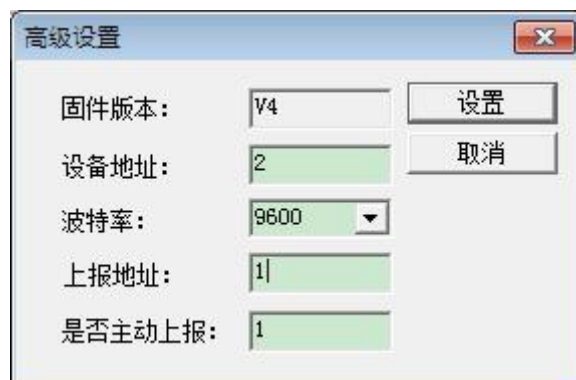 高级设置
固件版本： V4 设置
设备地址： 2 取消
波特率： 9600
上报地址： 1
是否主动上报： 1